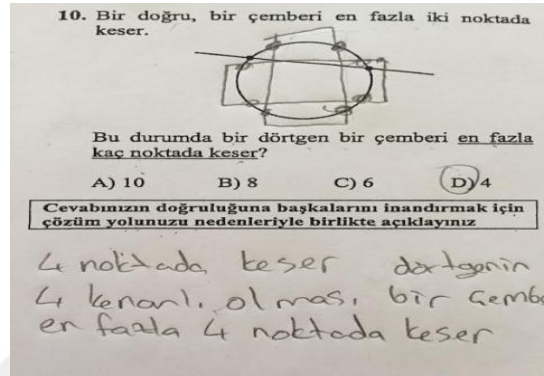 10. Bir doğru, bir çemberi en fazla iki noktada
keser.
Bu durumda bir dörtgen bir çemberi en fazla
kaç noktada keser?
A) 10 B) 8 C) 6 D) 4
Cevabınızın doğruluğuna başkalarını inandırmak için
çözüm yolunuzu nedenleriyle birlikte açıklayınız
4 noktada keser dörtgenin
4 kenarlı olması bir çembe
en fazla 4 noktada keser